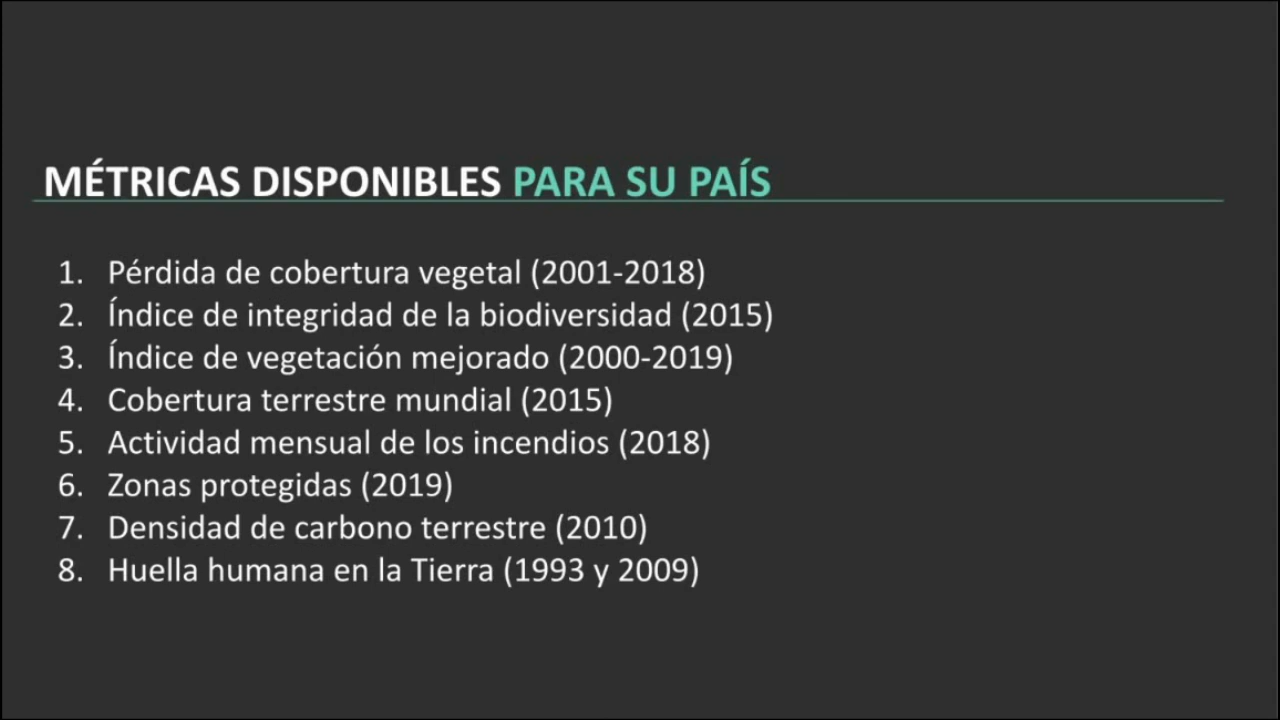 MÉTRICAS DISPONIBLES PARA SU PAÍS
1. Pérdida de cobertura vegetal (2001-2018)
2. Índice de integridad de la biodiversidad (2015)
3. Índice de vegetación mejorado (2000-2019)
4. Cobertura terrestre mundial (2015)
5. Actividad mensual de los incendios (2018)
6. Zonas protegidas (2019)
7. Densidad de carbono terrestre (2010)
8. Huella humana en la Tierra (1993 y 2009)